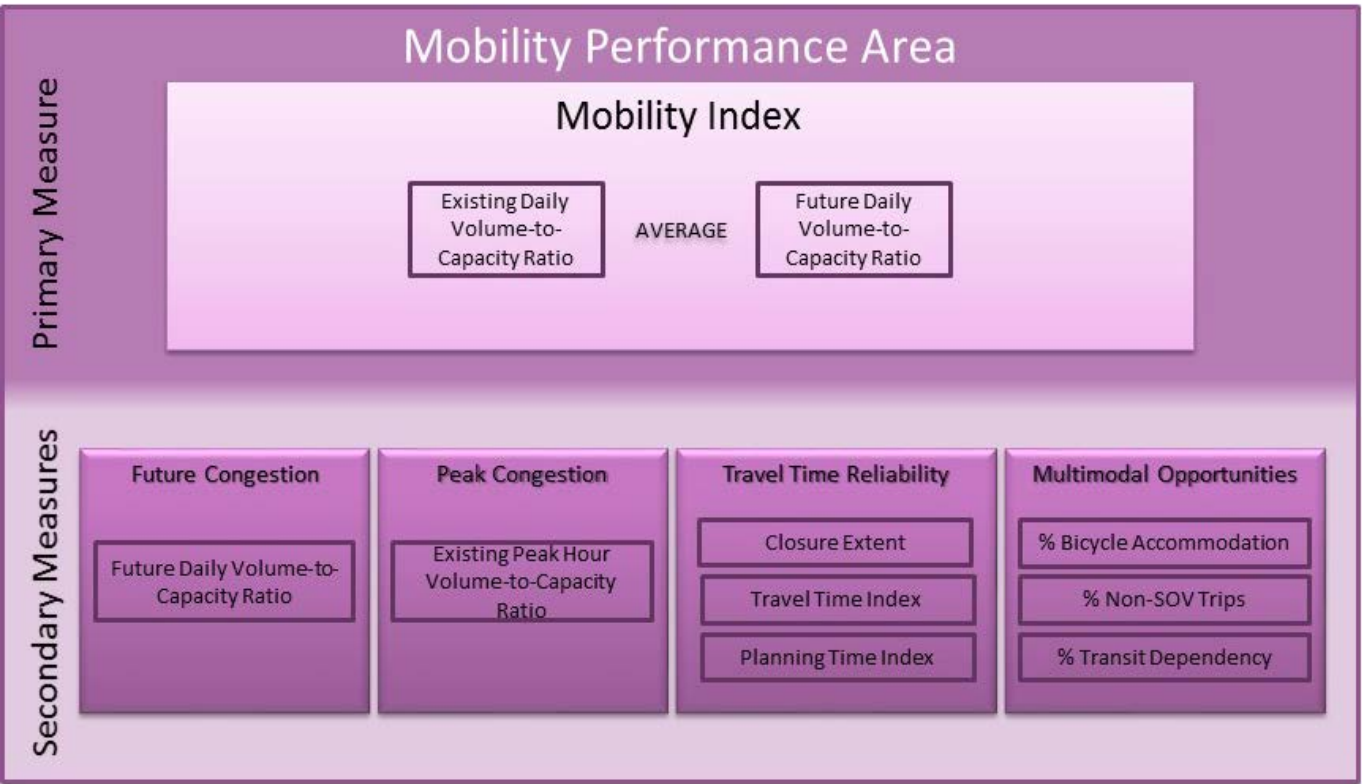 Mobility Performance Area
Primary Measure
Mobility Index
Existing Daily
Volume-to-
Capacity Ratio
AVERAGE
Future Daily
Volume-to-
Capacity Ratio
Secondary Measures
Future Congestion
Future Daily Volume-to-
Capacity Ratio
Peak Congestion
Existing Peak Hour
Volume-to-Capacity
Ratio
Travel Time Reliability
Closure Extent
Travel Time Index
Planning Time Index
Multimodal Opportunities
% Bicycle Accommodation
% Non-SOV Trips
% Transit Dependency